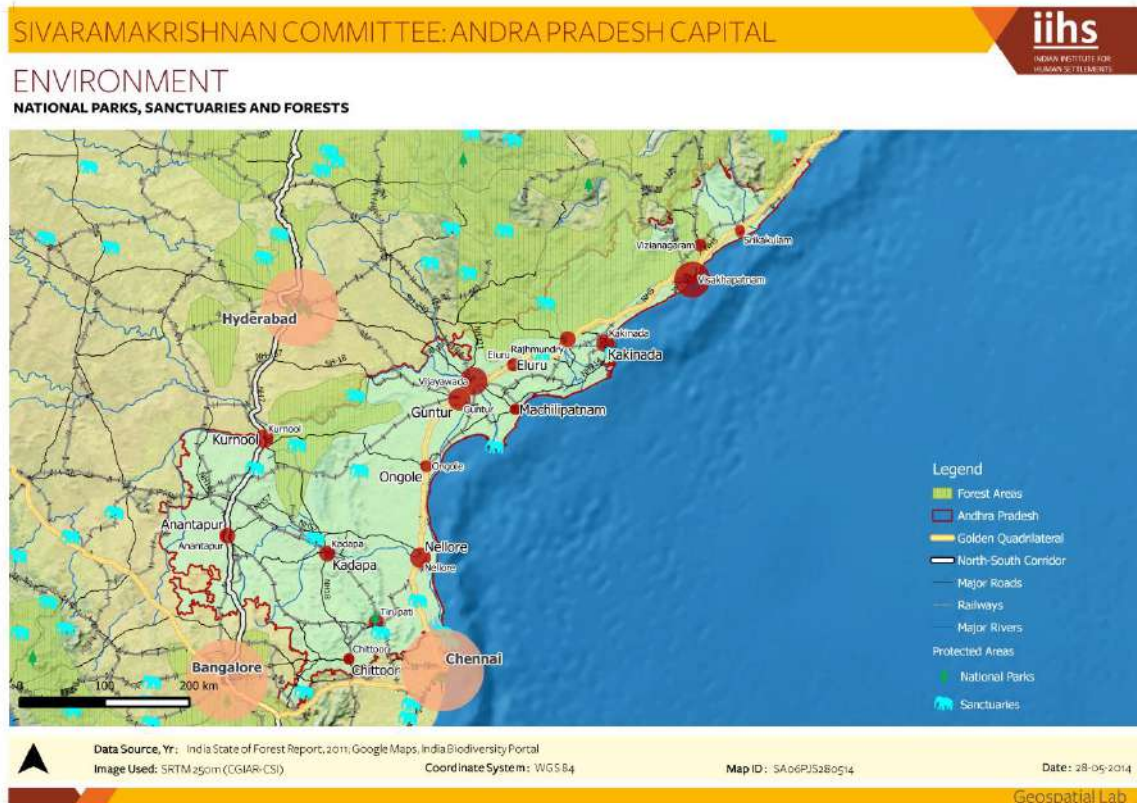 SIVARAMAKRISHNAN COMMITTEE: ANDRA PRADESH CAPITAL
iihs
INDIAN INSTITUTE FOR
HUMAN SETTLEMENTS
ENVIRONMENT
NATIONAL PARKS, SANCTUARIES AND FORESTS
Srikakulam
Vizianagaram
Visakhapatnam
Hyderabad
Kakinada
Rajhmundry
Kakinada
Eluru
Eluru
Vijayawada
Guntur
Guntur
Machilipatnam
Kurnool
Kurnool
Ongole
Ongole
Anantapur
Anantapur
Kadapa
Kadapa
Nellore
Nellore
Tirupati
Chittoor
Chittoor
Bangalore
Chennai
0 100 200 km
Legend
Forest Areas
Andhra Pradesh
Golden Quadrilateral
North-South Corridor
Major Roads
Railways
Major Rivers
Protected Areas
National Parks
Sanctuaries
Data Source, Yr: India State of Forest Report, 2011; Google Maps, India Biodiversity Portal
Image Used: SRTM 250m (CGIAR-CSI) Coordinate System: WGS 84 Map ID: SA06PJS280514 Date: 28-05-2014
Geospatial Lab